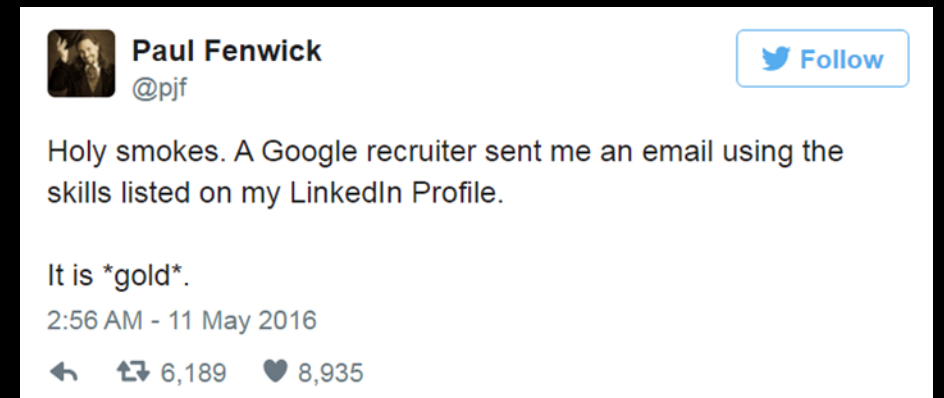 Paul Fenwick
Follow
@pjf
Holy smokes. A Google recruiter sent me an email using the
skills listed on my LinkedIn Profile.
It is *gold*.
2:56 AM - 11 May 2016
6,189 8,935